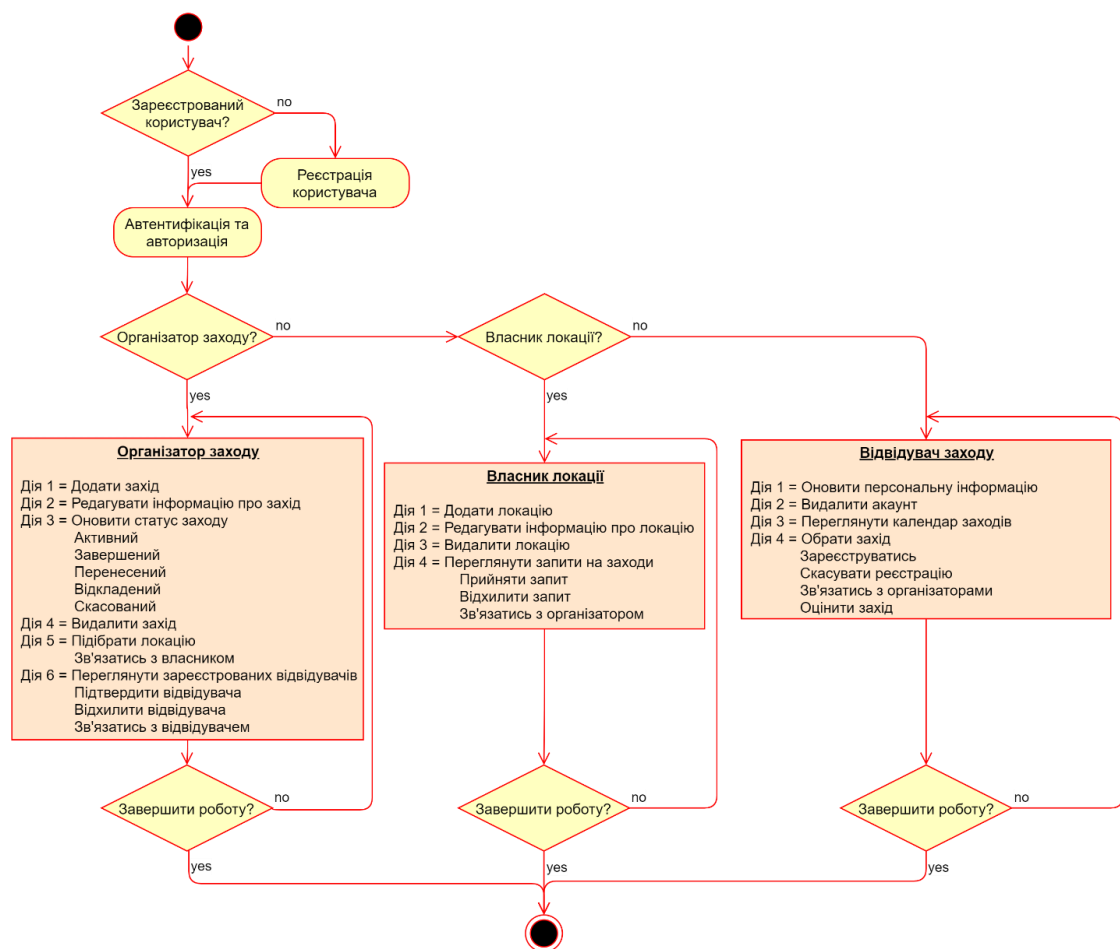 Зареєстрований
користувач?
no
yes
Реєстрація
користувача
Автентифікація та
авторизація
Організатор заходу?
no
yes
Власник локації?
no
yes
Організатор заходу
Дія 1 = Додати захід
Дія 2 = Редагувати інформацію про захід
Дія 3 = Оновити статус заходу
Активний
Завершений
Перенесений
Відкладений
Скасований
Дія 4 = Видалити захід
Дія 5 = Підібрати локацію
Зв'язатись з власником
Дія 6 = Переглянути зареєстрованих відвідувачів
Підтвердити відвідувача
Відхилити відвідувача
Зв'язатись з відвідувачем
Власник локації
Дія 1 = Додати локацію
Дія 2 = Редагувати інформацію про локацію
Дія 3 = Видалити локацію
Дія 4 = Переглянути запити на заходи
Прийняти запит
Відхилити запит
Зв'язатись з організатором
Відвідувач заходу
Дія 1 = Оновити персональну інформацію
Дія 2 = Видалити акаунт
Дія 3 = Переглянути календар заходів
Дія 4 = Обрати захід
Зареєструватись
Скасувати реєстрацію
Зв'язатись з організаторами
Оцінити захід
Завершити роботу?
no
yes
Завершити роботу?
no
yes
Завершити роботу?
no
yes